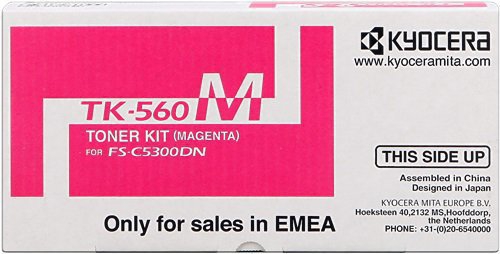 KYOCERA
www.kyoceramita.com
TK-560 M
TONER KIT (MAGENTA)
FOR FS-C5300DN
THIS SIDE UP
Assembled in China
Designed in Japan
KYOCERA MITA EUROPE B.V.
Hoeksteen 40,2132 MS,Hoofddorp,
the Netherlands
PHONE: +31-(0)20-6540000
Only for sales in EMEA